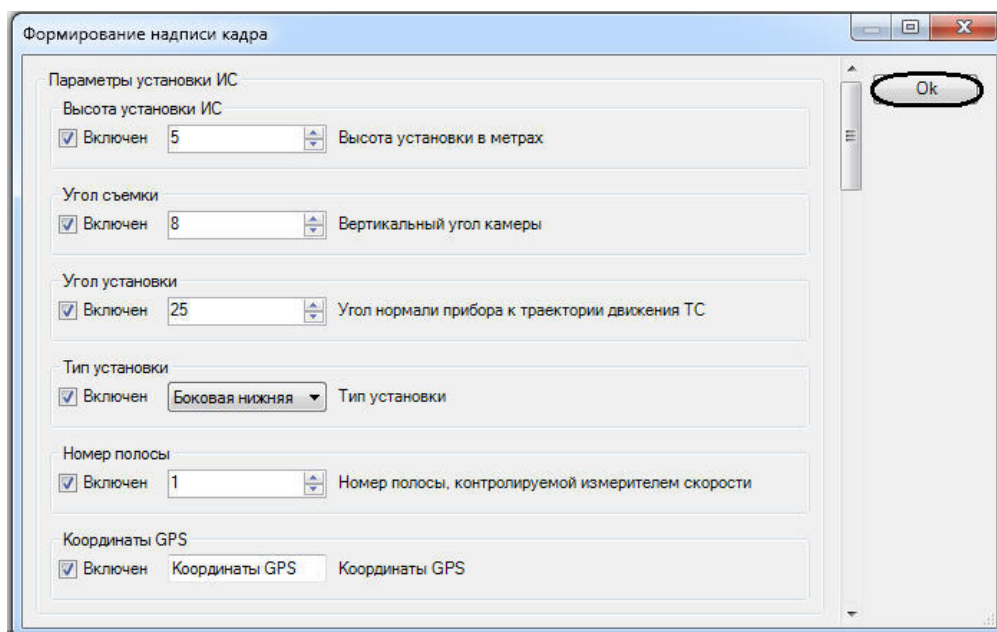 Формирование надписи кадра
Ok
Параметры установки ИС
Высота установки ИС
Включен 5 Высота установки в метрах
Угол съемки
Включен 8 Вертикальный угол камеры
Угол установки
Включен 25 Угол нормали прибора к траектории движения ТС
Тип установки
Включен Боковая нижняя Тип установки
Номер полосы
Включен 1 Номер полосы, контролируемой измерителем скорости
Координаты GPS
Включен Координаты GPS Координаты GPS